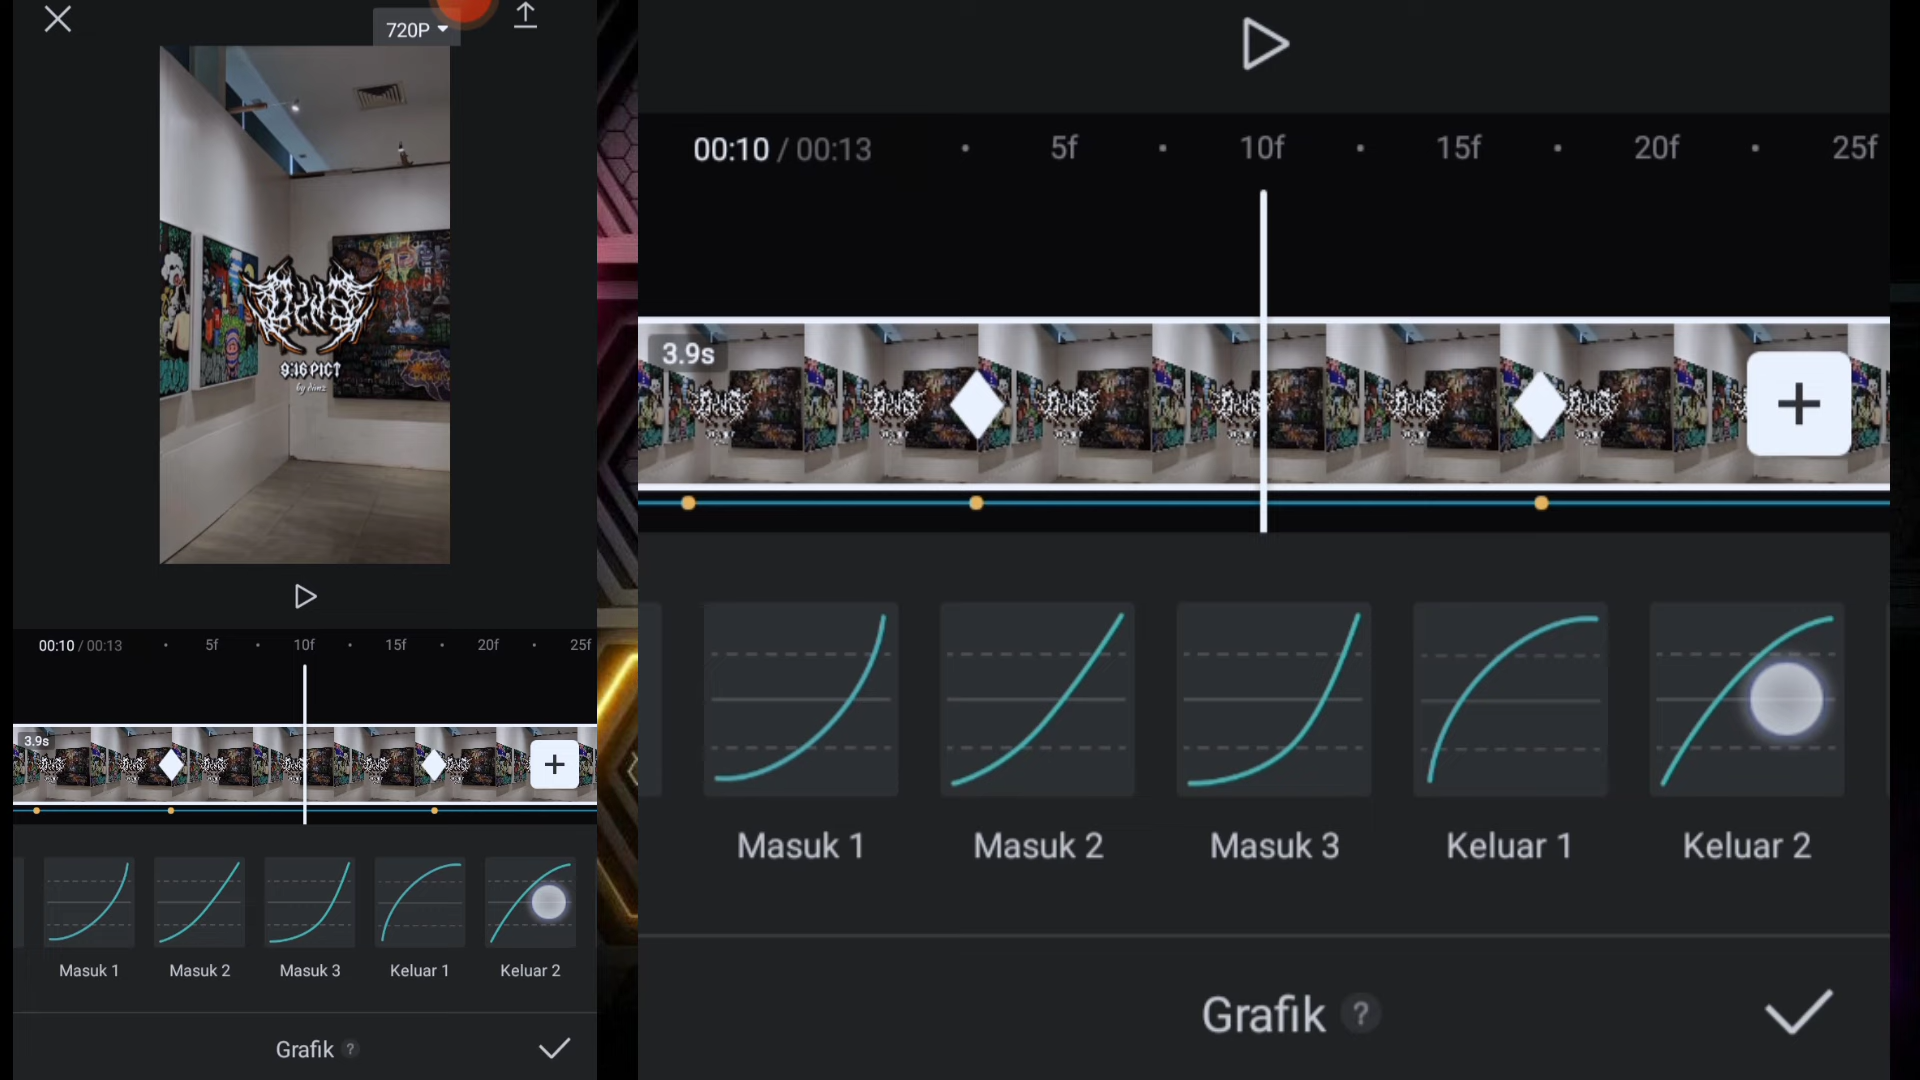 720P
9:16 PICT
by danz
00:10 / 00:13
5f
10f
15f
20f
25f
3.9s
Masuk 1
Masuk 2
Masuk 3
Keluar 1
Keluar 2
Grafik ?
00:10 / 00:13
5f
10f
15f
20f
25f
3.9s
Masuk 1
Masuk 2
Masuk 3
Keluar 1
Keluar 2
Grafik ?